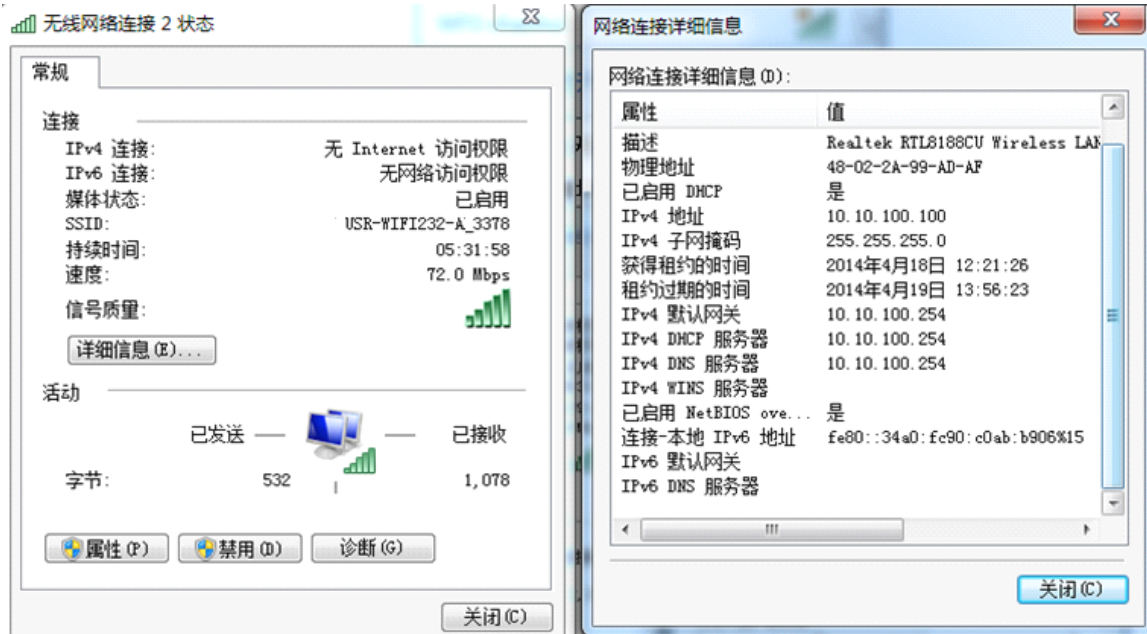 无线网络连接 2 状态
常规
连接
IPv4 连接: 无 Internet 访问权限
IPv6 连接: 无网络访问权限
媒体状态: 已启用
SSID: USR-WIFI232-A_3378
持续时间: 05:31:58
速度: 72.0 Mbps
信号质量:
详细信息(E)...
活动
已发送 — — 已接收
字节: 532 1,078
属性(P) 禁用(D) 诊断(G)
关闭(C)
网络连接详细信息
网络连接详细信息(D):
属性 值
描述 Realtek RTL8188CU Wireless LAN
物理地址 48-02-2A-99-AD-AF
已启用 DHCP 是
IPv4 地址 10.10.100.100
IPv4 子网掩码 255.255.255.0
获得租约的时间 2014年4月18日 12:21:26
租约过期的时间 2014年4月19日 13:56:23
IPv4 默认网关 10.10.100.254
IPv4 DHCP 服务器 10.10.100.254
IPv4 DNS 服务器 10.10.100.254
IPv4 WINS 服务器
已启用 NetBIOS ove... 是
连接-本地 IPv6 地址 fe80::34a0:fc90:c0ab:b906%15
IPv6 默认网关
IPv6 DNS 服务器
关闭(C)